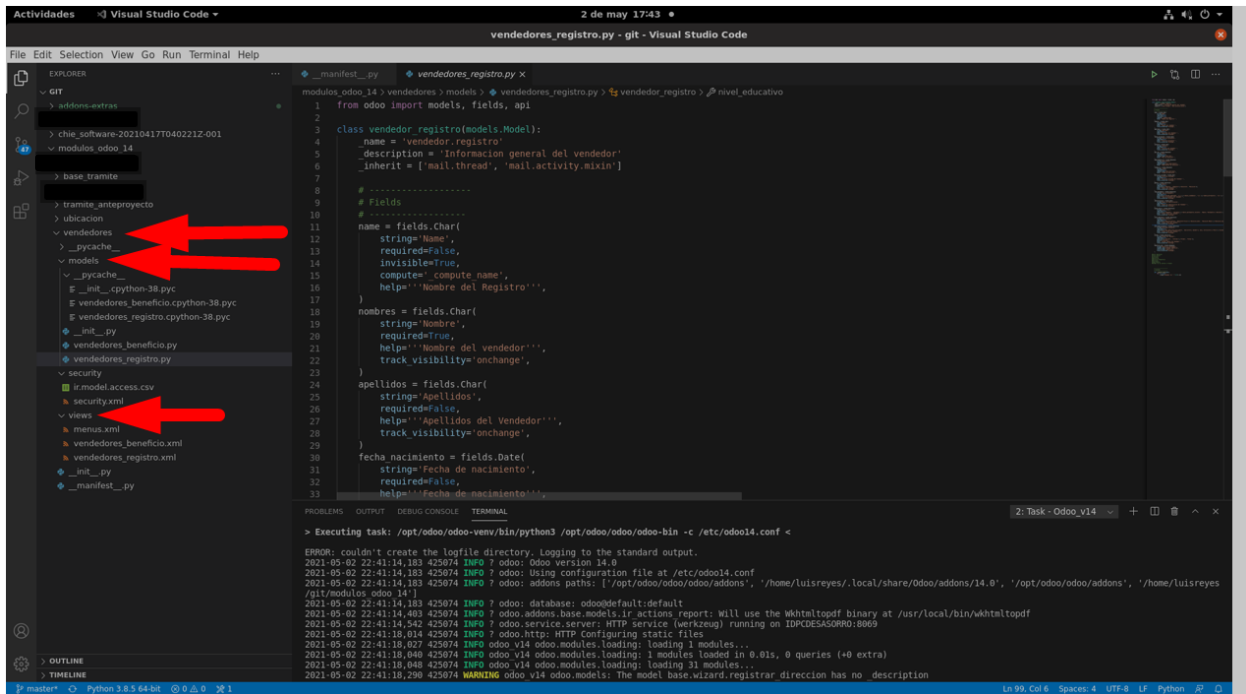 Actividades Visual Studio Code 2 de may 17:43
vendedores_registro.py - git - Visual Studio Code
File Edit Selection View Go Run Terminal Help
EXPLORER
GIT
addons-extras
chie_software-20210417T040221Z-001
modulos_odoo_14
base_tramite
tramite_anteproyecto
ubicacion
vendedores
__pycache__
models
__pycache__
__init__.cpython-38.pyc
vendedores_beneficio.cpython-38.pyc
vendedores_registro.cpython-38.pyc
__init__.py
vendedores_beneficio.py
vendedores_registro.py
security
ir.model.access.csv
security.xml
views
menus.xml
vendedores_beneficio.xml
vendedores_registro.xml
__init__.py
__manifest__.py
OUTLINE
TIMELINE
47
__manifest__.py vendedores_registro.py
modulos_odoo_14 > vendedores > models > vendedores_registro.py > vendedor_registro > nivel_educativo
1 from odoo import models, fields, api
2
3 class vendedor_registro(models.Model):
4 _name = 'vendedor.registro'
5 _description = 'Informacion general del vendedor'
6 _inherit = ['mail.thread', 'mail.activity.mixin']
7
8 # -------------------
9 # Fields
10 # ------------------
11 name = fields.Char(
12 string='Name',
13 required=False,
14 invisible=True,
15 compute='_compute_name',
16 help='''Nombre del Registro''',
17 )
18 nombres = fields.Char(
19 string='Nombre',
20 required=True,
21 help='''Nombre del vendedor''',
22 track_visibility='onchange',
23 )
24 apellidos = fields.Char(
25 string='Apellidos',
26 required=False,
27 help='''Apellidos del Vendedor''',
28 track_visibility='onchange',
29 )
30 fecha_nacimiento = fields.Date(
31 string='Fecha de nacimiento',
32 required=False,
33 help='''Fecha de nacimiento''',
PROBLEMS OUTPUT DEBUG CONSOLE TERMINAL 2: Task - Odoo_v14
> Executing task: /opt/odoo/odoo-venv/bin/python3 /opt/odoo/odoo/odoo-bin -c /etc/odoo14.conf <
ERROR: couldn't create the logfile directory. Logging to the standard output.
2021-05-02 22:41:14,183 425074 INFO ? odoo: Odoo version 14.0
2021-05-02 22:41:14,183 425074 INFO ? odoo: Using configuration file at /etc/odoo14.conf
2021-05-02 22:41:14,183 425074 INFO ? odoo: addons paths: ['/opt/odoo/odoo/odoo/addons', '/home/luisreyes/.local/share/Odoo/addons/14.0', '/opt/odoo/odoo/addons', '/home/luisreyes
/git/modulos_odoo_14']
2021-05-02 22:41:14,183 425074 INFO ? odoo: database: odoo@default:default
2021-05-02 22:41:14,403 425074 INFO ? odoo.addons.base.models.ir_actions_report: Will use the Wkhtmltopdf binary at /usr/local/bin/wkhtmltopdf
2021-05-02 22:41:14,542 425074 INFO ? odoo.service.server: HTTP service (werkzeug) running on IDPCDESASORRO:8069
2021-05-02 22:41:18,014 425074 INFO ? odoo.http: HTTP Configuring static files
2021-05-02 22:41:18,027 425074 INFO odoo_v14 odoo.modules.loading: loading 1 modules...
2021-05-02 22:41:18,040 425074 INFO odoo_v14 odoo.modules.loading: 1 modules loaded in 0.01s, 0 queries (+0 extra)
2021-05-02 22:41:18,048 425074 INFO odoo_v14 odoo.modules.loading: loading 31 modules...
2021-05-02 22:41:18,290 425074 WARNING odoo_v14 odoo.models: The model base.wizard.registrar_direccion has no _description
master* Python 3.8.5 64-bit 0 0 1 Ln 99, Col 6 Spaces: 4 UTF-8 LF Python